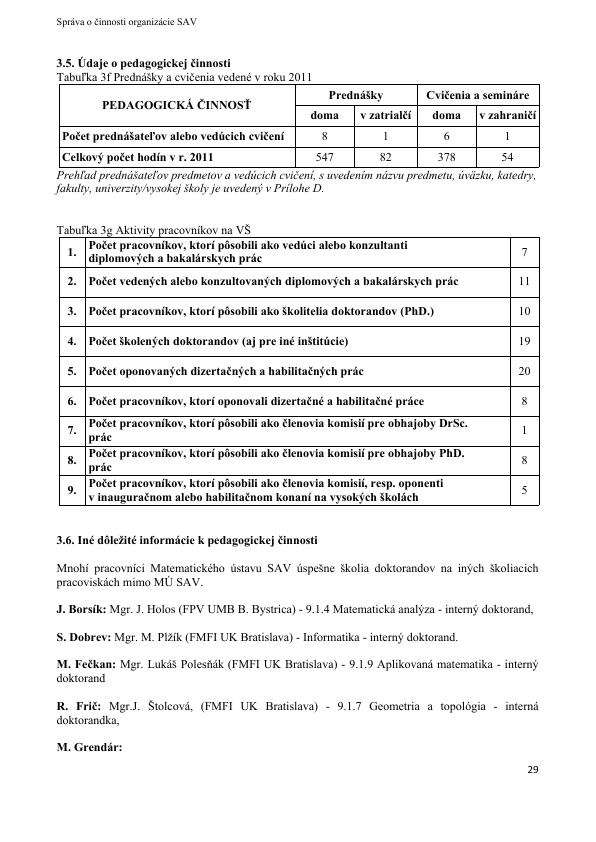 Správa o činnosti organizácie SAV
3.5. Údaje o pedagogickej činnosti
Tabuľka 3f Prednášky a cvičenia vedené v roku 2011
PEDAGOGICKÁ ČINNOSŤ
Prednášky
Cvičenia a semináre
doma
v zatrialčí
doma
v zahraničí
Počet prednášateľov alebo vedúcich cvičení 8 1 6 1
Celkový počet hodín v r. 2011 547 82 378 54
Prehľad prednášateľov predmetov a vedúcich cvičení, s uvedením názvu predmetu, úväzku, katedry,
fakulty, univerzity/vysokej školy je uvedený v Prílohe D.
Tabuľka 3g Aktivity pracovníkov na VŠ
1. Počet pracovníkov, ktorí pôsobili ako vedúci alebo konzultanti
diplomových a bakalárskych prác 7
2. Počet vedených alebo konzultovaných diplomových a bakalárskych prác 11
3. Počet pracovníkov, ktorí pôsobili ako školitelia doktorandov (PhD.) 10
4. Počet školených doktorandov (aj pre iné inštitúcie) 19
5. Počet oponovaných dizertačných a habilitačných prác 20
6. Počet pracovníkov, ktorí oponovali dizertačné a habilitačné práce 8
7. Počet pracovníkov, ktorí pôsobili ako členovia komisií pre obhajoby DrSc.
prác 1
8. Počet pracovníkov, ktorí pôsobili ako členovia komisií pre obhajoby PhD.
prác 8
9. Počet pracovníkov, ktorí pôsobili ako členovia komisií, resp. oponenti
v inauguračnom alebo habilitačnom konaní na vysokých školách 5
3.6. Iné dôležité informácie k pedagogickej činnosti
Mnohí pracovníci Matematického ústavu SAV úspešne školia doktorandov na iných školiacich
pracoviskách mimo MÚ SAV.
J. Borsík: Mgr. J. Holos (FPV UMB B. Bystrica) - 9.1.4 Matematická analýza - interný doktorand,
S. Dobrev: Mgr. M. Plžík (FMFI UK Bratislava) - Informatika - interný doktorand.
M. Fečkan: Mgr. Lukáš Polesňák (FMFI UK Bratislava) - 9.1.9 Aplikovaná matematika - interný
doktorand
R. Frič: Mgr.J. Štolcová, (FMFI UK Bratislava) - 9.1.7 Geometria a topológia - interná
doktorandka,
M. Grendár:
29